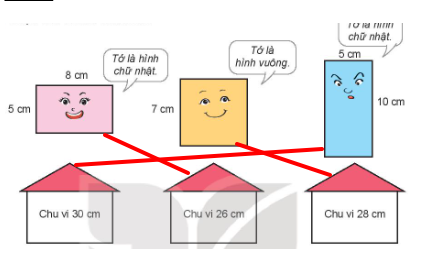 Tớ là hình
chữ nhật.
8 cm
5 cm
Tớ là
hình vuông.
7 cm
Tớ là hình
chữ nhật.
5 cm
10 cm
Chu vi 30 cm
Chu vi 26 cm
Chu vi 28 cm